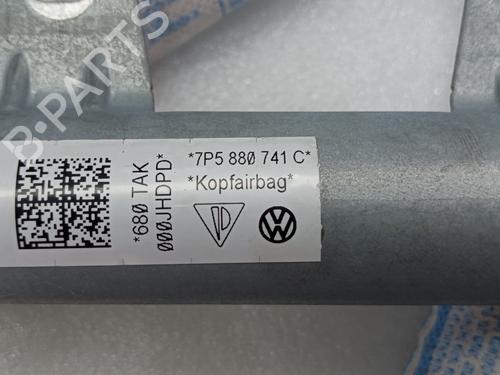 B-PARTS
*7P5 880 741 C*
*Kopfairbag*
*680 TAK
000JHDPD*